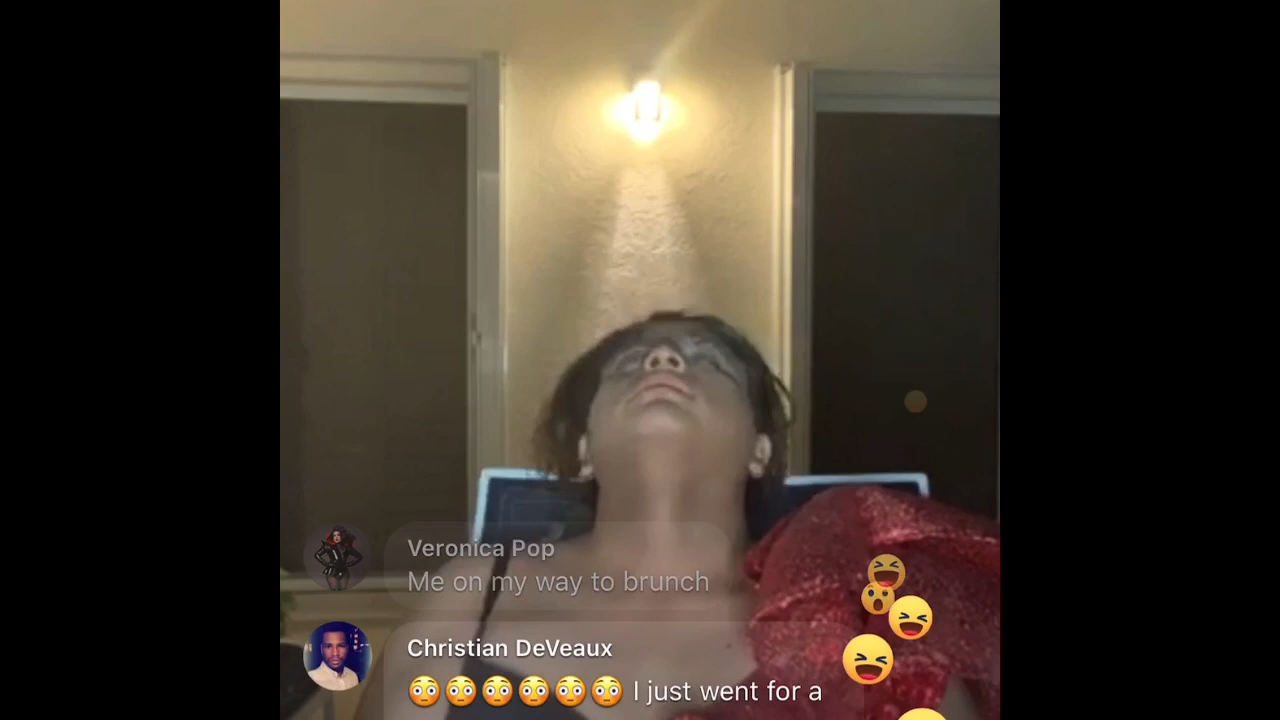 Veronica Pop
Me on my way to brunch
Christian DeVeaux
😳😳😳😳😳😳 I just went for a